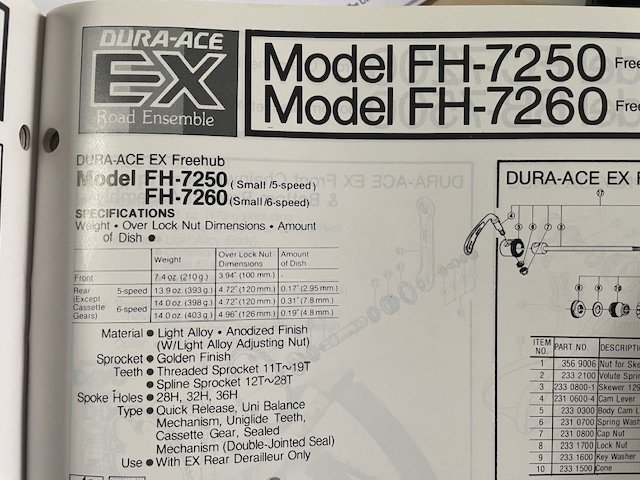 DURA-ACE
EX
Road Ensemble
Model FH-7250 Free
Model FH-7260 Free
DURA-ACE EX Freehub
Model FH-7250 (Small/5-speed)
FH-7260 (Small/6-speed)
SPECIFICATIONS
Weight • Over Lock Nut Dimensions • Amount
of Dish ●
Weight Over Lock Nut Dimensions Amount of Dish
Front 7.4 oz. (210 g.) 3.94" (100 mm.) -
Rear (Except Cassette Gears) 5-speed 13.9 oz. (393 g.) 4.72" (120 mm.) 0.17" (2.95 mm.)
6-speed 14.0 oz. (398 g.) 4.72" (120 mm.) 0.31" (7.8 mm.)
14.0 oz. (403 g.) 4.96" (126 mm.) 0.19" (4.8 mm.)
Material ● Light Alloy • Anodized Finish
(W/Light Alloy Adjusting Nut)
Sprocket ● Golden Finish
Teeth ● Threaded Sprocket 11T~19T
● Spline Sprocket 12T~28T
Spoke Holes ● 28H, 32H, 36H
Type ● Quick Release, Uni Balance
Mechanism, Uniglide Teeth,
Cassette Gear, Sealed
Mechanism (Double-Jointed Seal)
Use ● With EX Rear Derailleur Only
DURA-ACE EX F
ITEM NO. PART NO. DESCRIPTI
1 356 9006 Nut for Ske
2 233 2100 Volute Sprin
3 233 0800-1 Skewer 129
4 231 0600-4 Cam Lever
5 233 0300 Body Cam L
6 231 0700 Spring Wash
7 231 0800 Cap Nut
8 233 1700 Lock Nut
9 233 1600 Key Washer
10 233 1500 Cone